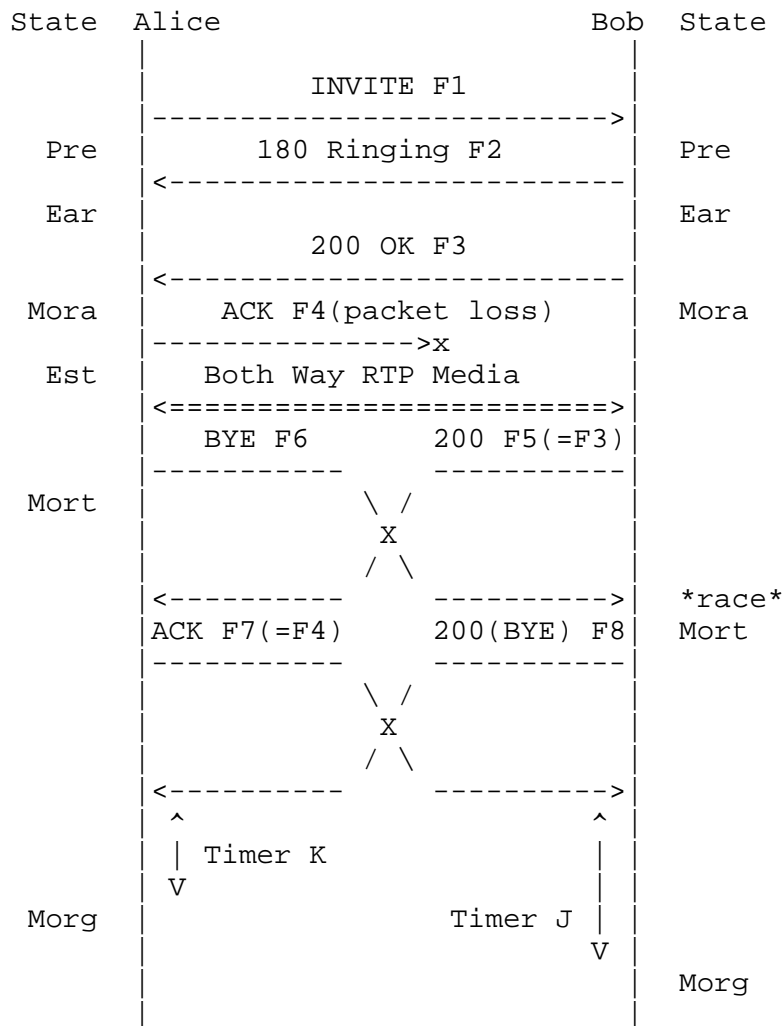 State  Alice                          Bob  State
INVITE F1
Pre  180 Ringing F2  Pre
Ear  Ear
200 OK F3
Mora  ACK F4(packet loss)  Mora
x
Est  Both Way RTP Media
BYE F6  200 F5(=F3)
Mort
X
*race*
ACK F7(=F4)  200(BYE) F8  Mort
X
Timer K
Morg  Timer J
Morg